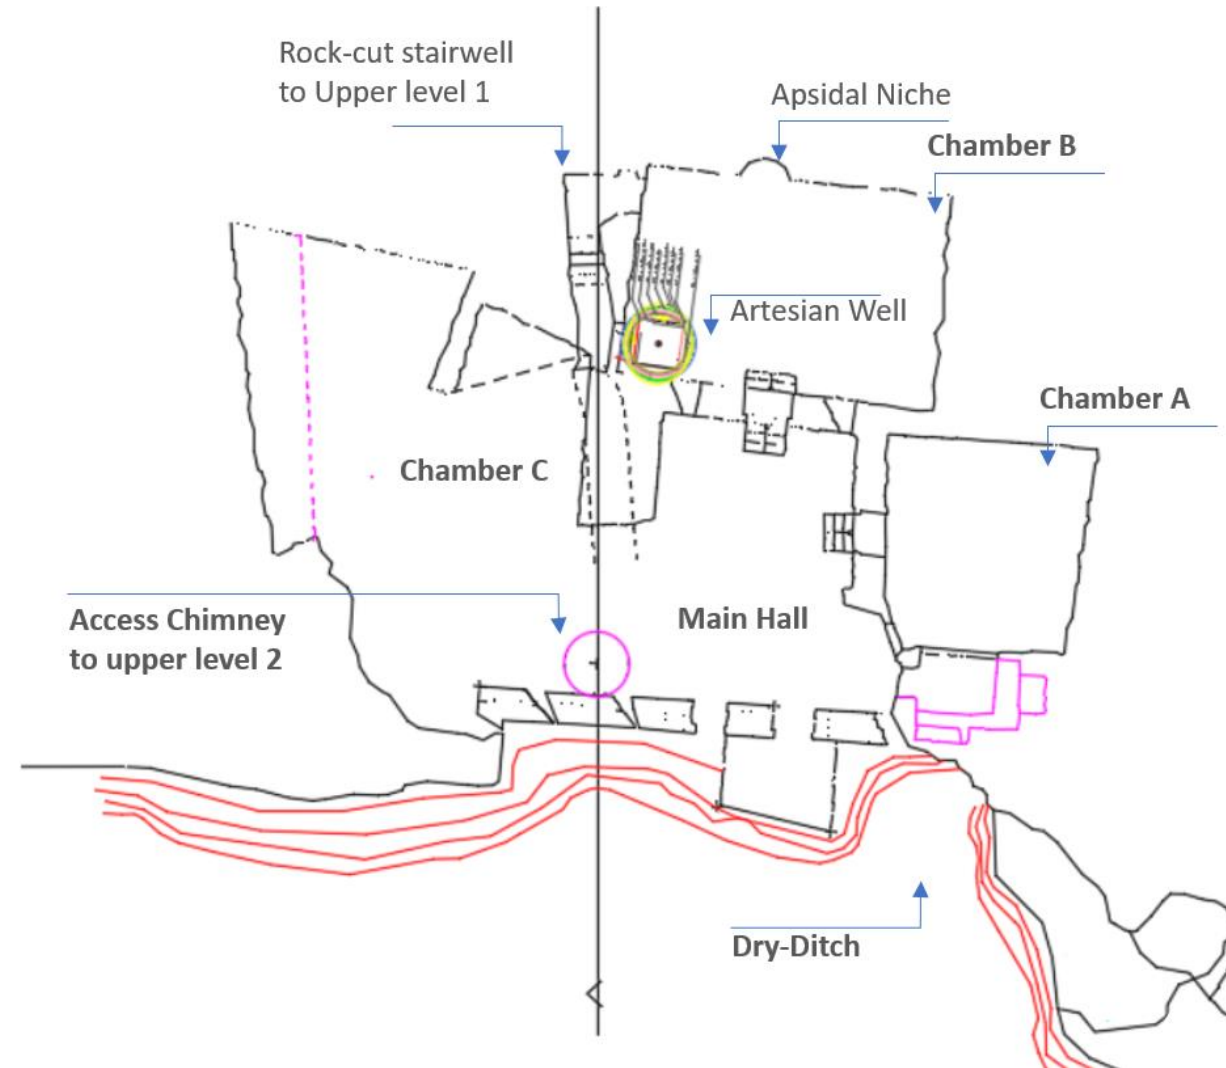 Rock-cut stairwell
to Upper level 1
Apsidal Niche
Chamber B
Artesian Well
Chamber A
Chamber C
Access Chimney
to upper level 2
Main Hall
Dry-Ditch